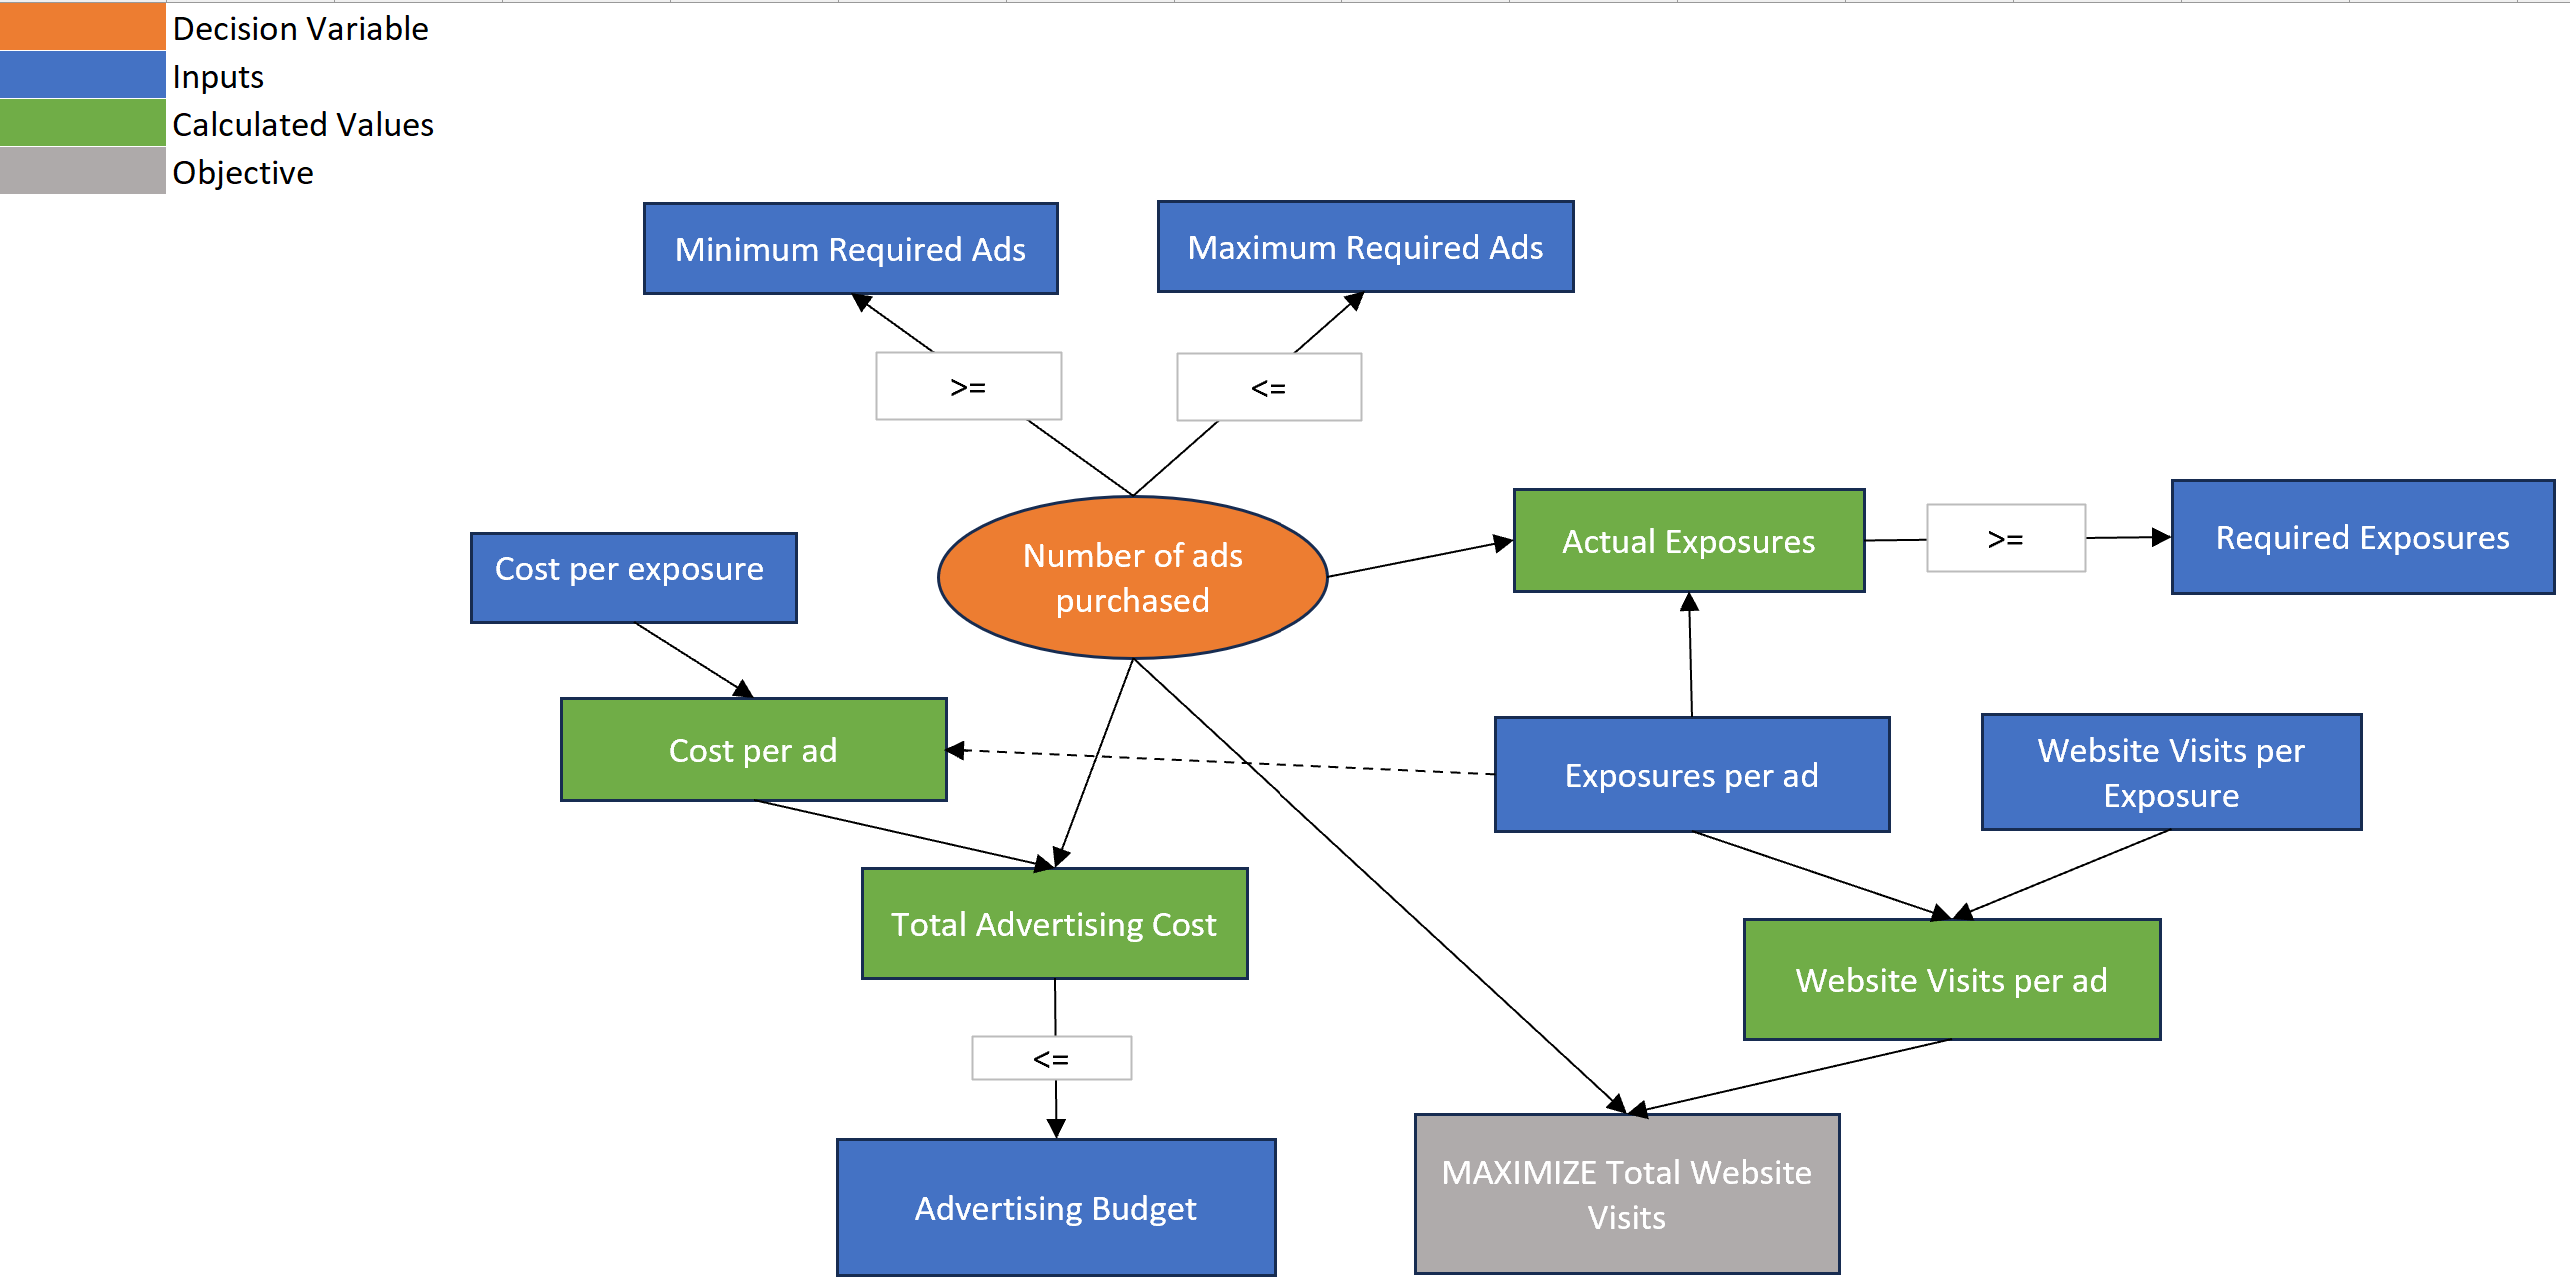 Decision Variable
Inputs
Calculated Values
Objective
Minimum Required Ads
Maximum Required Ads
>=
<=
Cost per exposure
Number of ads
purchased
Actual Exposures
>=
Required Exposures
Cost per ad
Exposures per ad
Website Visits per
Exposure
Total Advertising Cost
Website Visits per ad
<=
Advertising Budget
MAXIMIZE Total Website
Visits